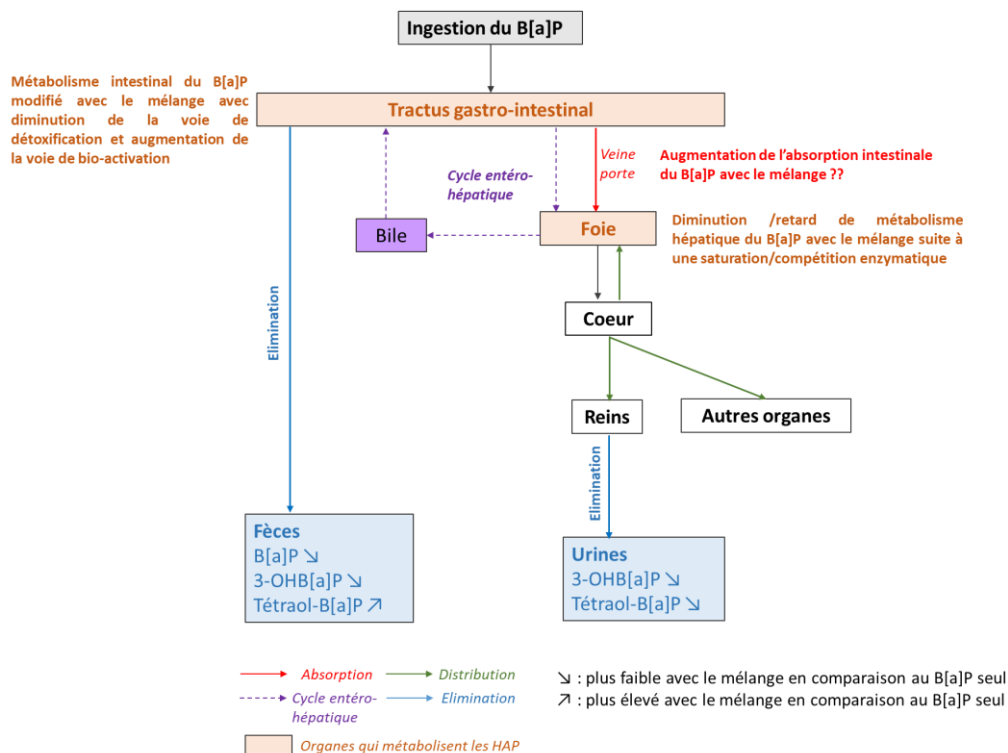 Ingestion du B[a]P
Métabolisme intestinal du B[a]P
modifié avec le mélange avec
diminution de la voie de
détoxification et augmentation de
la voie de bio-activation
Tractus gastro-intestinal
Veine
porte
Augmentation de l'absorption intestinale
du B[a]P avec le mélange ??
Cycle entéro-
hépatique
Bile
Foie
Diminution /retard de métabolisme
hépatique du B[a]P avec le mélange suite à
une saturation/compétition enzymatique
Elimination
Coeur
Reins
Autres organes
Elimination
Fèces
B[a]P ↘
3-OHB[a]P ↘
Tétraol-B[a]P ↗
Urines
3-OHB[a]P ↘
Tétraol-B[a]P ↘
Absorption
Distribution
Cycle entéro-
hépatique
Elimination
↘ : plus faible avec le mélange en comparaison au B[a]P seul
↗ : plus élevé avec le mélange en comparaison au B[a]P seul
Organes qui métabolisent les HAP